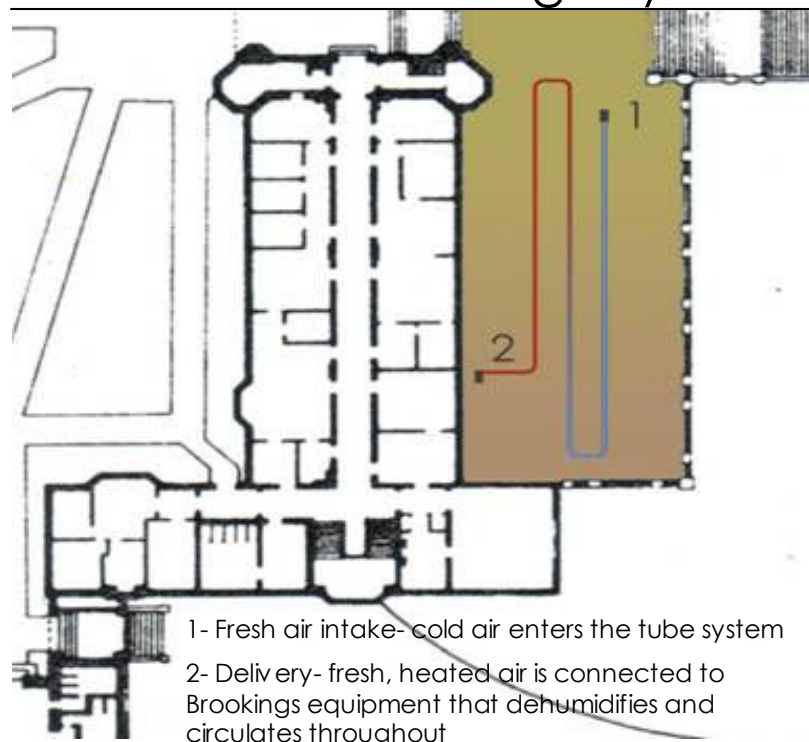 1
2
1- Fresh air intake- cold air enters the tube system
2- Delivery- fresh, heated air is connected to
Brookings equipment that dehumidifies and
circulates throughout